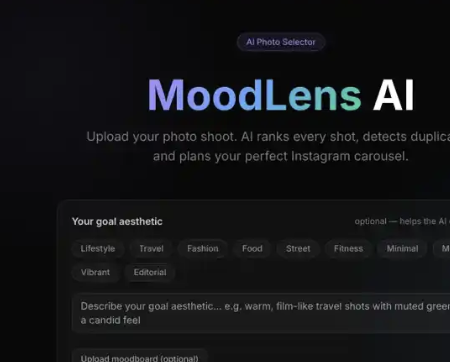 AI Photo Selector
MoodLens AI
Upload your photo shoot. AI ranks every shot, detects
and plans your perfect Instagram carousel.
Your goal aesthetic
optional — helps the AI
Lifestyle
Travel
Fashion
Food
Street
Fitness
Minimal
Vibrant
Editorial
Describe your goal aesthetic... e.g. warm, film-like travel shots with muted
a candid feel
Upload moodboard (optional)